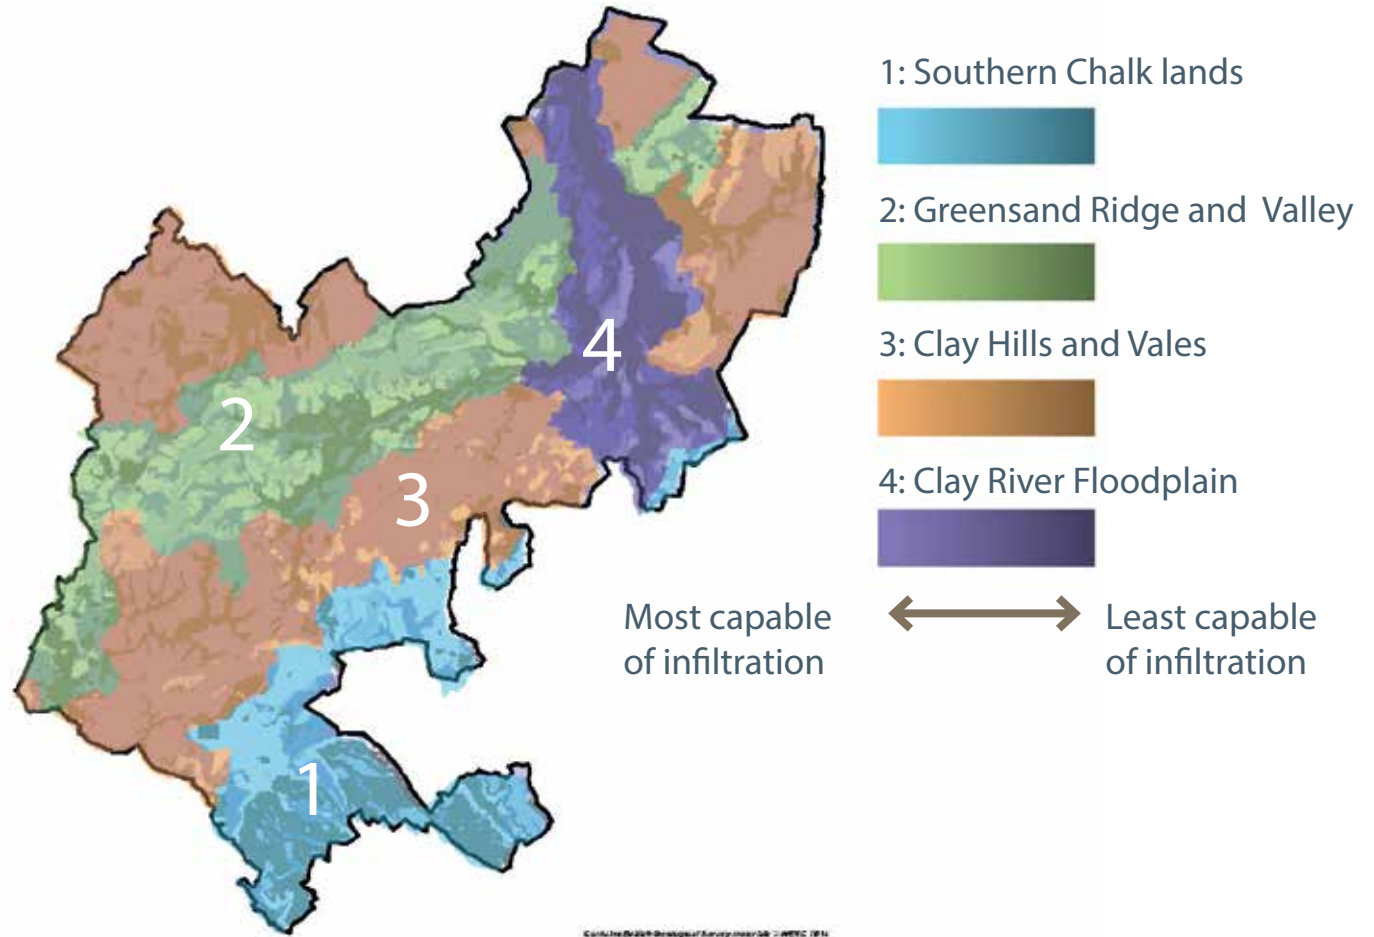 1: Southern Chalk lands
2: Greensand Ridge and Valley
3: Clay Hills and Vales
4: Clay River Floodplain
Most capable
of infiltration
Least capable
of infiltration
4
2
3
1